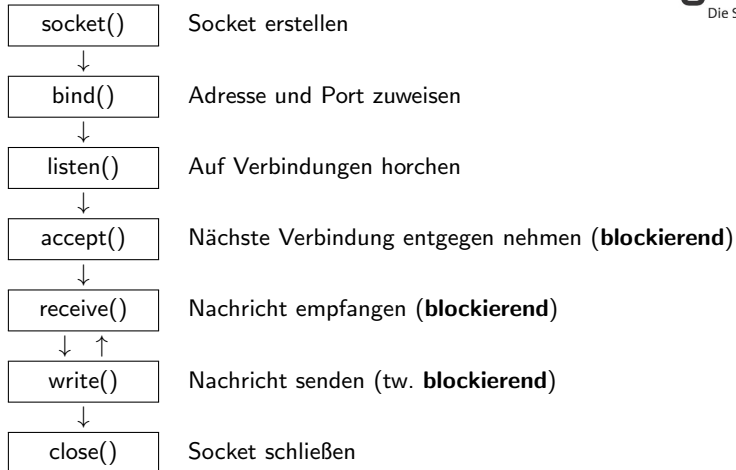 Die S
socket() Socket erstellen
↓
bind() Adresse und Port zuweisen
↓
listen() Auf Verbindungen horchen
↓
accept() Nächste Verbindung entgegen nehmen (blockierend)
↓
receive() Nachricht empfangen (blockierend)
↓ ↑
write() Nachricht senden (tw. blockierend)
↓
close() Socket schließen